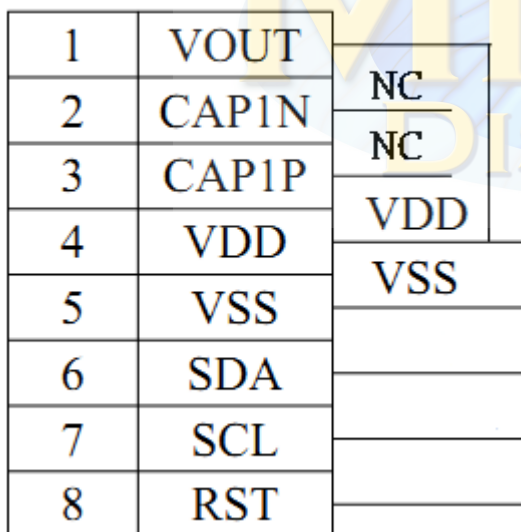 1 VOUT
2 CAP1N NC
3 CAP1P NC
4 VDD VDD
5 VSS VSS
6 SDA
7 SCL
8 RST